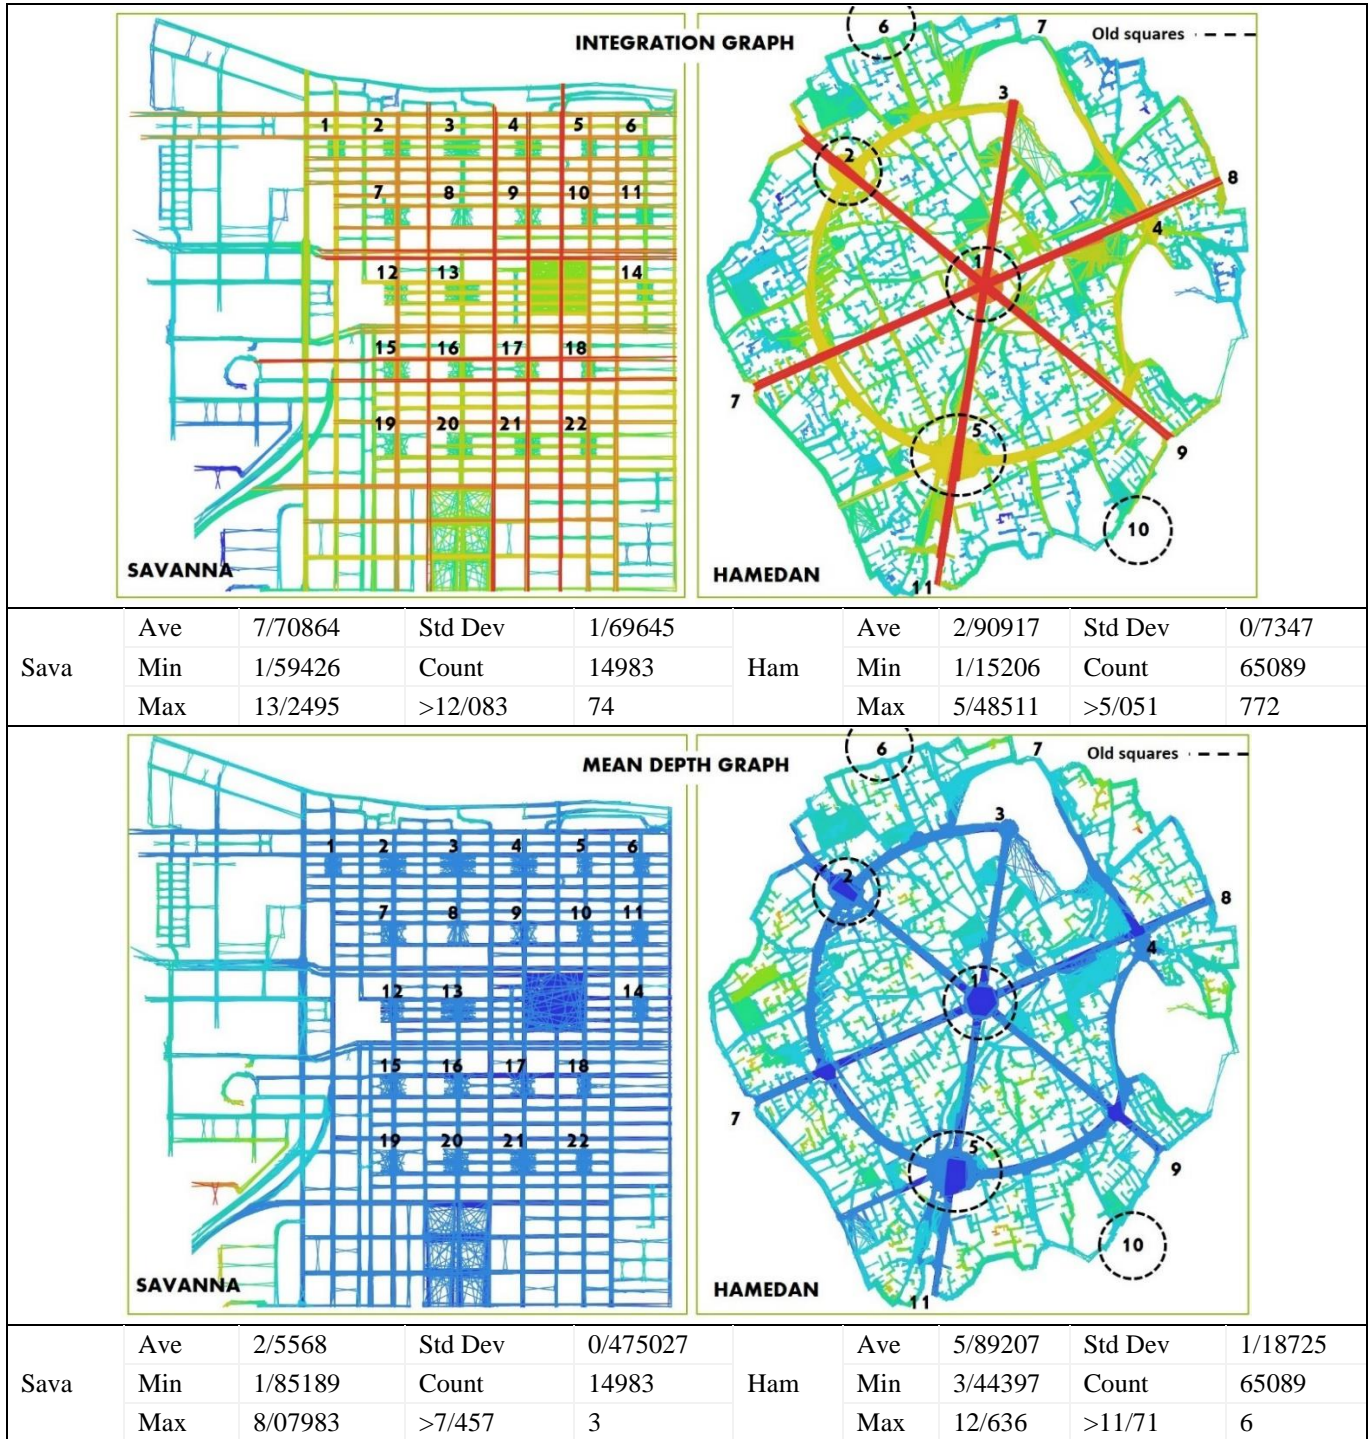 INTEGRATION GRAPH
6
7
Old squares
3
1 2 3 4 5 6
2
8
7 8 9 10 11
4
1
12 13 14
15 16 17 18
7
5
19 20 21 22
9
10
SAVANNA
HAMEDAN
11
Sava Ave 7/70864 Std Dev 1/69645 Ham Ave 2/90917 Std Dev 0/7347
Min 1/59426 Count 14983 Min 1/15206 Count 65089
Max 13/2495 >12/083 74 Max 5/48511 >5/051 772
MEAN DEPTH GRAPH
6
7
Old squares
3
1 2 3 4 5 6
2
8
7 8 9 10 11
4
1
12 13 14
15 16 17 18
7
5
19 20 21 22
9
10
SAVANNA
HAMEDAN
11
Sava Ave 2/5568 Std Dev 0/475027 Ham Ave 5/89207 Std Dev 1/18725
Min 1/85189 Count 14983 Min 3/44397 Count 65089
Max 8/07983 >7/457 3 Max 12/636 >11/71 6